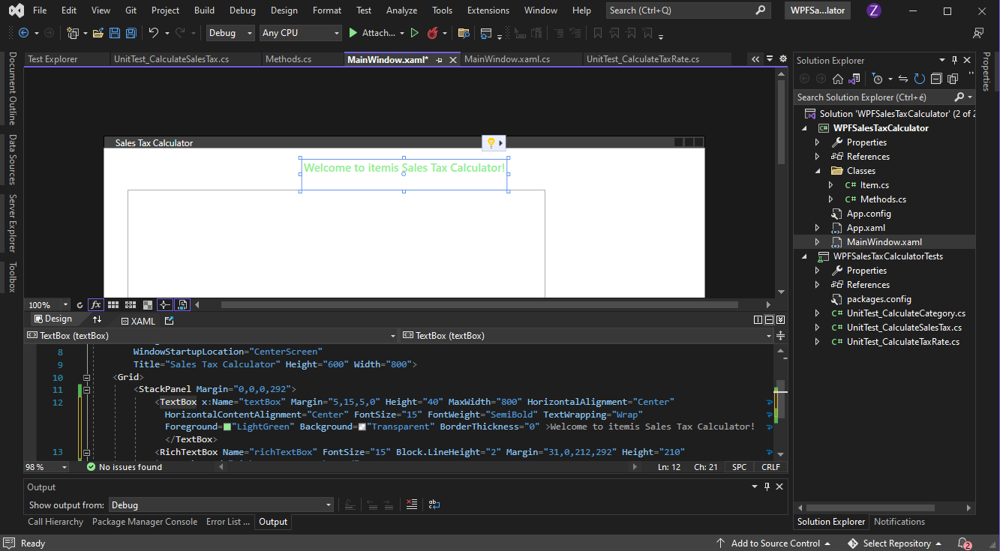 File Edit View Git Project Build Debug Design Format Test Analyze Tools Extensions Window Help Search (Ctrl+Q) WPFSa...lator Z
Debug Any CPU Attach...
Test Explorer UnitTest_CalculateSalesTax.cs Methods.cs MainWindow.xaml* MainWindow.xaml.cs UnitTest_CalculateTaxRate.cs
Document Outline
Data Sources
Server Explorer
Toolbox
Sales Tax Calculator
Welcome to itemis Sales Tax Calculator!
100% fx
Design XAML
TextBox (textBox) TextBox (textBox)
8 WindowStartupLocation="CenterScreen"
9 Title="Sales Tax Calculator" Height="600" Width="800">
10 <Grid>
11 <StackPanel Margin="0,0,0,292">
12 <TextBox x:Name="textBox" Margin="5,15,5,0" Height="40" MaxWidth="800" HorizontalAlignment="Center"
HorizontalContentAlignment="Center" FontSize="15" FontWeight="SemiBold" TextWrapping="Wrap"
Foreground="LightGreen" Background="Transparent" BorderThickness="0" >Welcome to itemis Sales Tax Calculator!
</TextBox>
13 <RichTextBox Name="richTextBox" FontSize="15" Block.LineHeight="2" Margin="31,0,212,292" Height="210"
98 % No issues found Ln: 12 Ch: 21 SPC CRLF
Output
Show output from: Debug
Call Hierarchy Package Manager Console Error List ... Output
Solution Explorer
Search Solution Explorer (Ctrl+é)
Solution 'WPFSalesTaxCalculator' (2 of 2
WPFSalesTaxCalculator
Properties
References
Classes
C# Item.cs
C# Methods.cs
App.config
App.xaml
MainWindow.xaml
WPFSalesTaxCalculatorTests
Properties
References
packages.config
C# UnitTest_CalculateCategory.cs
C# UnitTest_CalculateSalesTax.cs
C# UnitTest_CalculateTaxRate.cs
Solution Explorer Notifications
Properties
Ready Add to Source Control Select Repository 2